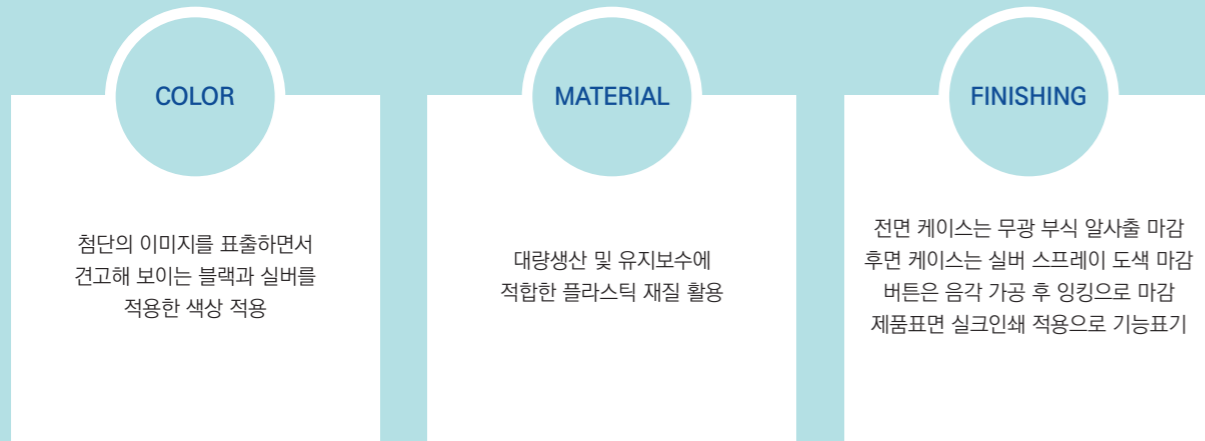 COLOR
첨단의 이미지를 표출하면서
견고해 보이는 블랙과 실버를
적용한 색상 적용
MATERIAL
대량생산 및 유지보수에
적합한 플라스틱 재질 활용
FINISHING
전면 케이스는 무광 부식 알사출 마감
후면 케이스는 실버 스프레이 도색 마감
버튼은 음각 가공 후 잉킹으로 마감
제품표면 실크인쇄 적용으로 기능표기